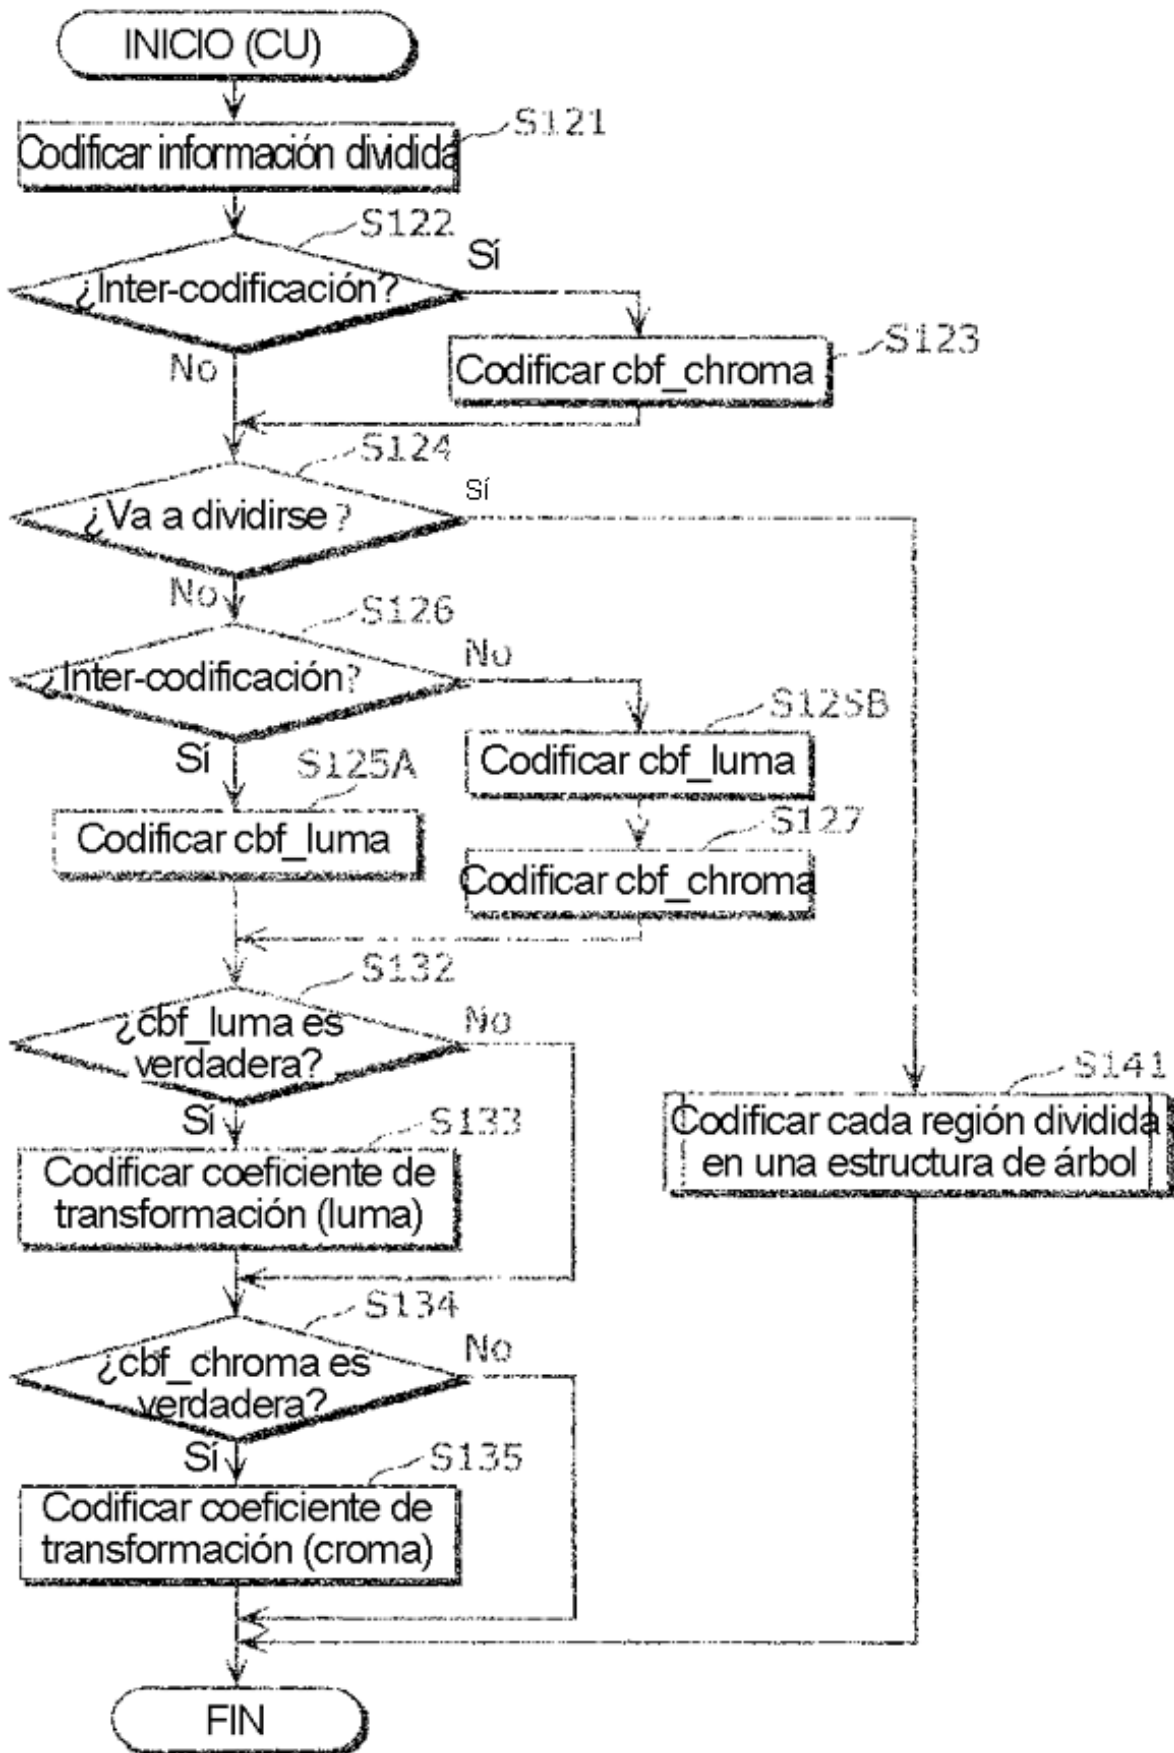 INICIO (CU)
S121
Codificar información dividida
S122
Sí
¿Inter-codificación?
No
S123
Codificar cbf_chroma
S124
Sí
¿Va a dividirse?
No
S126
No
¿Inter-codificación?
Sí
S125B
Codificar cbf_luma
S125A
Codificar cbf_luma
S127
Codificar cbf_chroma
S132
No
¿cbf_luma es
verdadera?
Sí
S133
Codificar coeficiente de
transformación (luma)
S141
Codificar cada región dividida
en una estructura de árbol
S134
No
¿cbf_chroma es
verdadera?
Sí
S135
Codificar coeficiente de
transformación (croma)
FIN